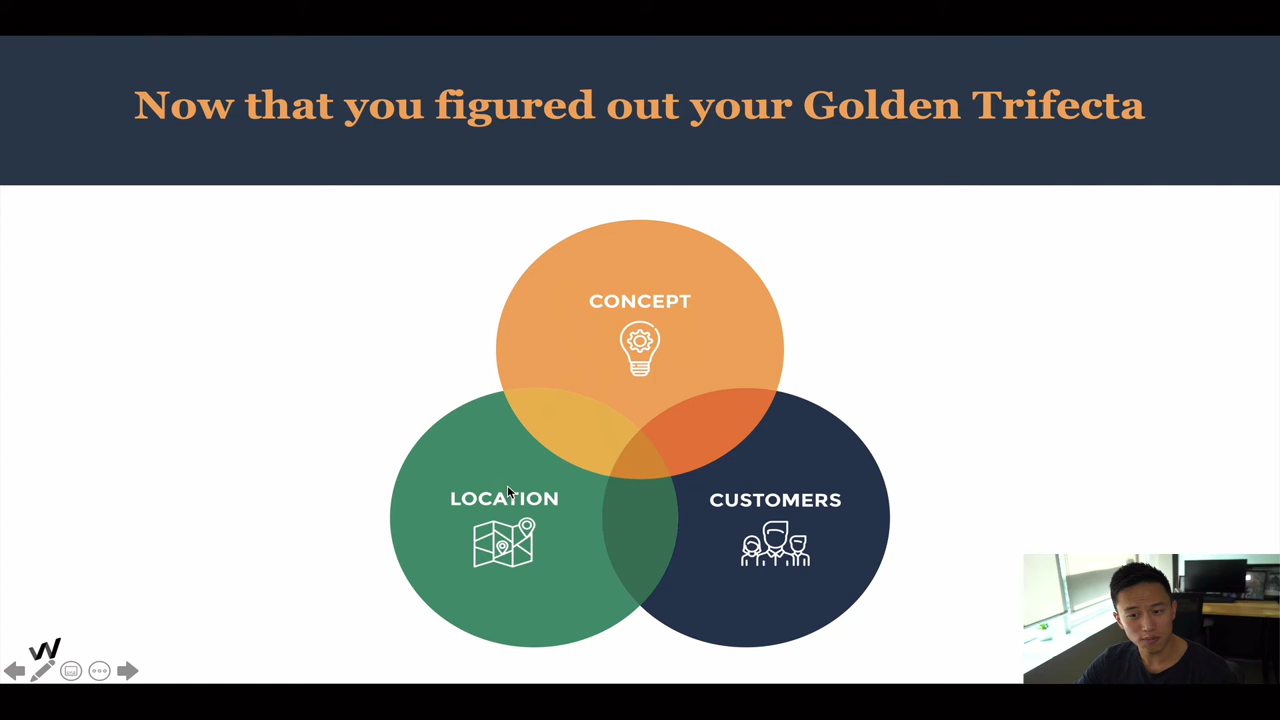 Now that you figured out your Golden Trifecta
CONCEPT
LOCATION
CUSTOMERS
W